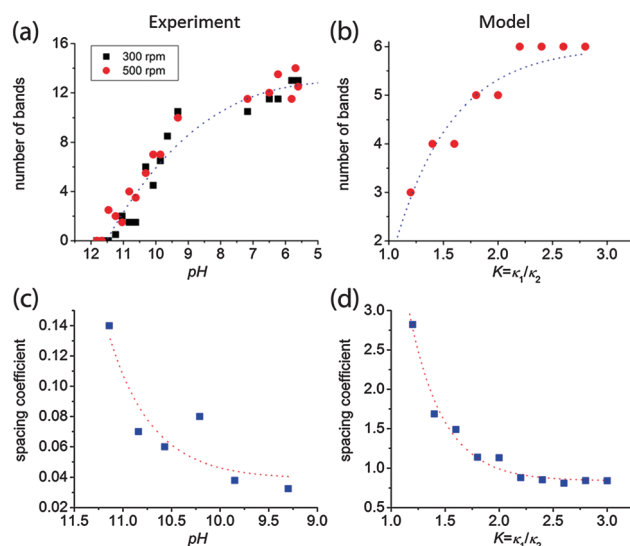 Experiment Model
(a) (b)
300 rpm
500 rpm
number of bands
16
12
8
4
0
12 11 10 9 8 7 6 5
pH
number of bands
6
5
4
3
2
1.0 1.5 2.0 2.5 3.0
K=κ1/κ2
(c) (d)
spacing coefficient
0.14
0.12
0.10
0.08
0.06
0.04
0.02
11.5 11.0 10.5 10.0 9.5 9.0
pH
spacing coefficient
3.0
2.5
2.0
1.5
1.0
0.5
1.0 1.5 2.0 2.5 3.0
K=κ1/κ2